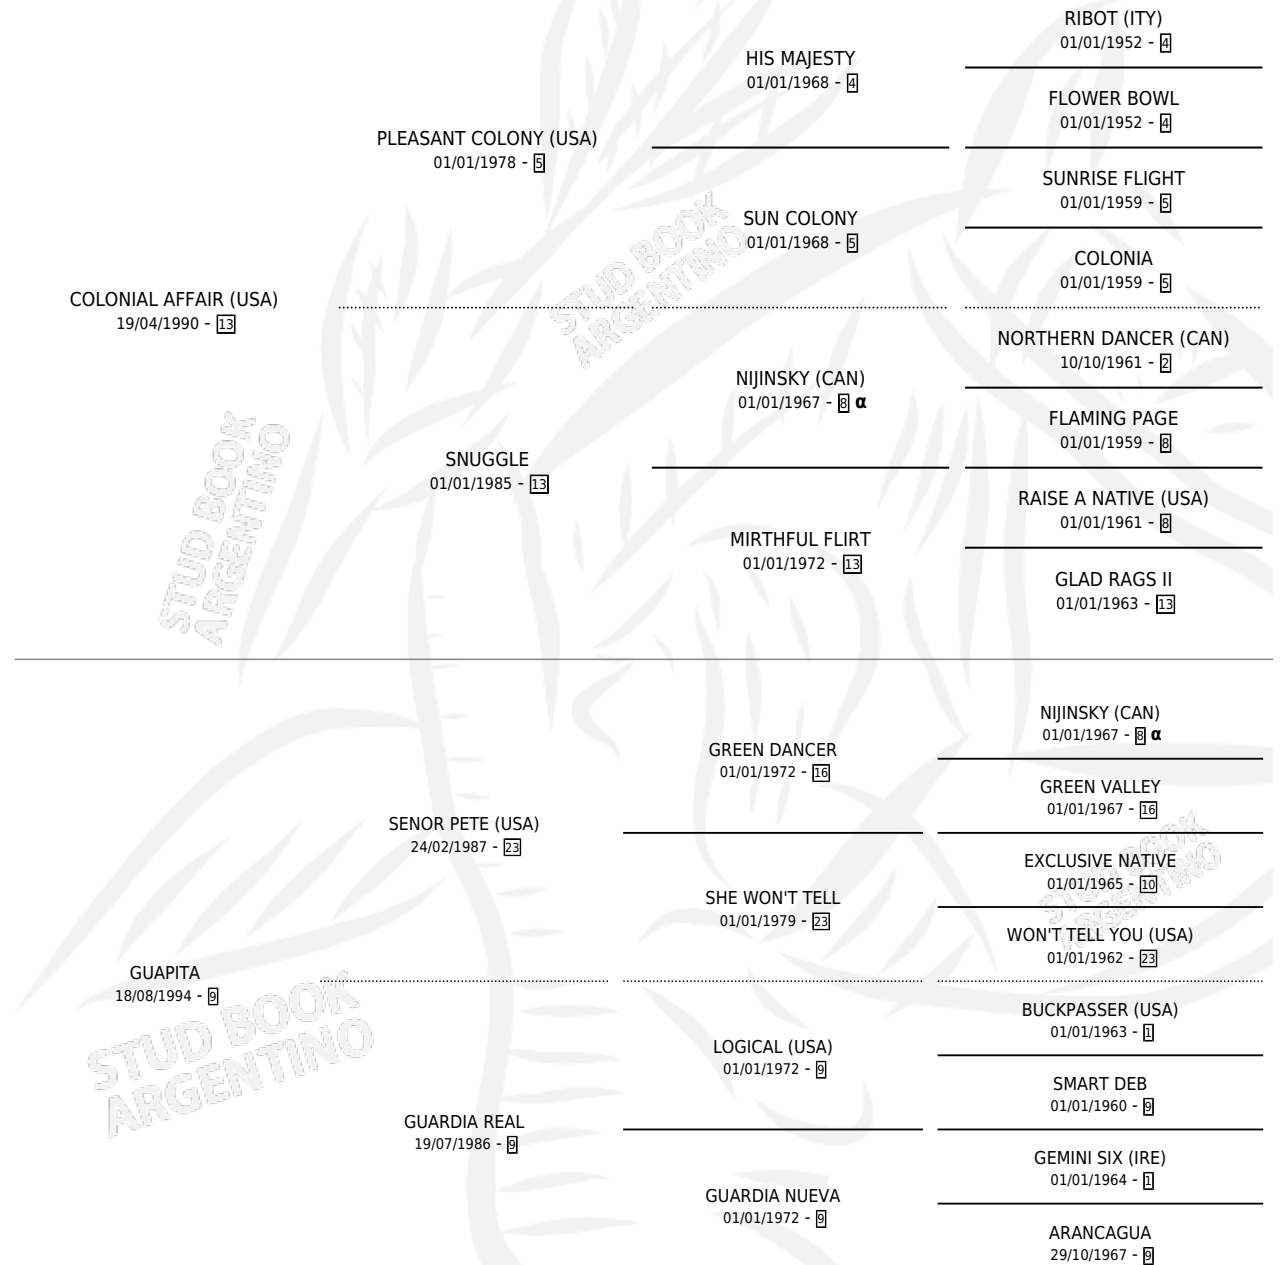 RIBOT (ITY)
01/01/1952 - 4
HIS MAJESTY
01/01/1968 - 4
FLOWER BOWL
01/01/1952 - 4
PLEASANT COLONY (USA)
01/01/1978 - 5
SUNRISE FLIGHT
01/01/1959 - 5
SUN COLONY
01/01/1968 - 5
COLONIA
01/01/1959 - 5
STUD BOOK
ARGENTINO
COLONIAL AFFAIR (USA)
19/04/1990 - 13
NORTHERN DANCER (CAN)
10/10/1961 - 2
NIJINSKY (CAN)
01/01/1967 - 8 α
FLAMING PAGE
01/01/1959 - 8
SNUGGLE
01/01/1985 - 13
RAISE A NATIVE (USA)
01/01/1961 - 8
MIRTHFUL FLIRT
01/01/1972 - 13
GLAD RAGS II
01/01/1963 - 13
STUD BOOK
ARGENTINO
NIJINSKY (CAN)
01/01/1967 - 8 α
GREEN DANCER
01/01/1972 - 16
GREEN VALLEY
01/01/1967 - 16
SENOR PETE (USA)
24/02/1987 - 23
EXCLUSIVE NATIVE
01/01/1965 - 10
SHE WON'T TELL
01/01/1979 - 23
WON'T TELL YOU (USA)
01/01/1962 - 23
STUD BOOK
ARGENTINO
GUAPITA
18/08/1994 - 9
BUCKPASSER (USA)
01/01/1963 - 1
LOGICAL (USA)
01/01/1972 - 9
SMART DEB
01/01/1960 - 9
STUD BOOK
ARGENTINO
GUARDIA REAL
19/07/1986 - 9
GEMINI SIX (IRE)
01/01/1964 - 1
GUARDIA NUEVA
01/01/1972 - 9
ARANCAGUA
29/10/1967 - 9